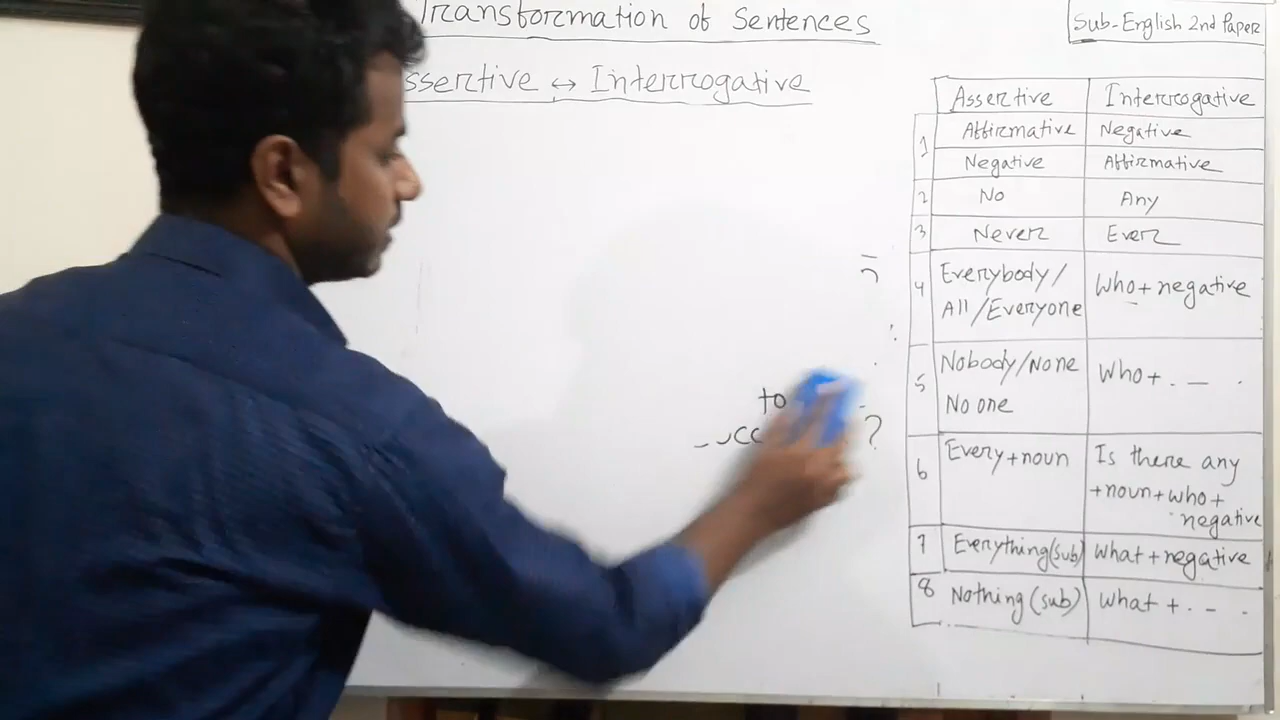 Transformation of Sentences
Sub-English 2nd Paper
ssertive ↔ Interrogative
Assertive Interrogative
1 Affirmative Negative
Negative Affirmative
2 No Any
3 Never Ever
4 Everybody/ Who+negative
All/Everyone
5 Nobody/None Who+ . — .
No one
6 Every+noun Is there any
+noun+who+
negative
7 Everything(sub) What+negative
8 Nothing (sub) What + . — .
to
?